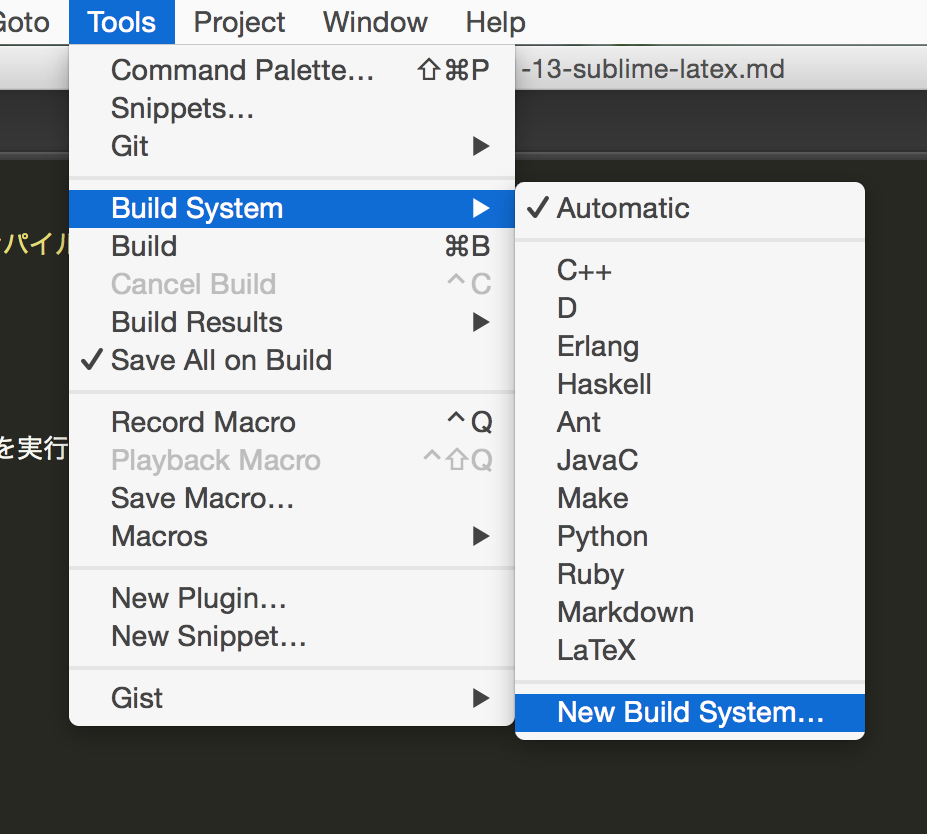 Goto Tools Project Window Help
-13-sublime-latex.md
Command Palette... ⇧⌘P
Snippets...
Git ▶
Build System ▶
パイル
Build ⌘B
Cancel Build ^C
Build Results ▶
✓ Save All on Build
Record Macro ^Q
を実行
Playback Macro ^⇧Q
Save Macro...
Macros ▶
New Plugin...
New Snippet...
Gist ▶
✓ Automatic
C++
D
Erlang
Haskell
Ant
JavaC
Make
Python
Ruby
Markdown
LaTeX
New Build System...